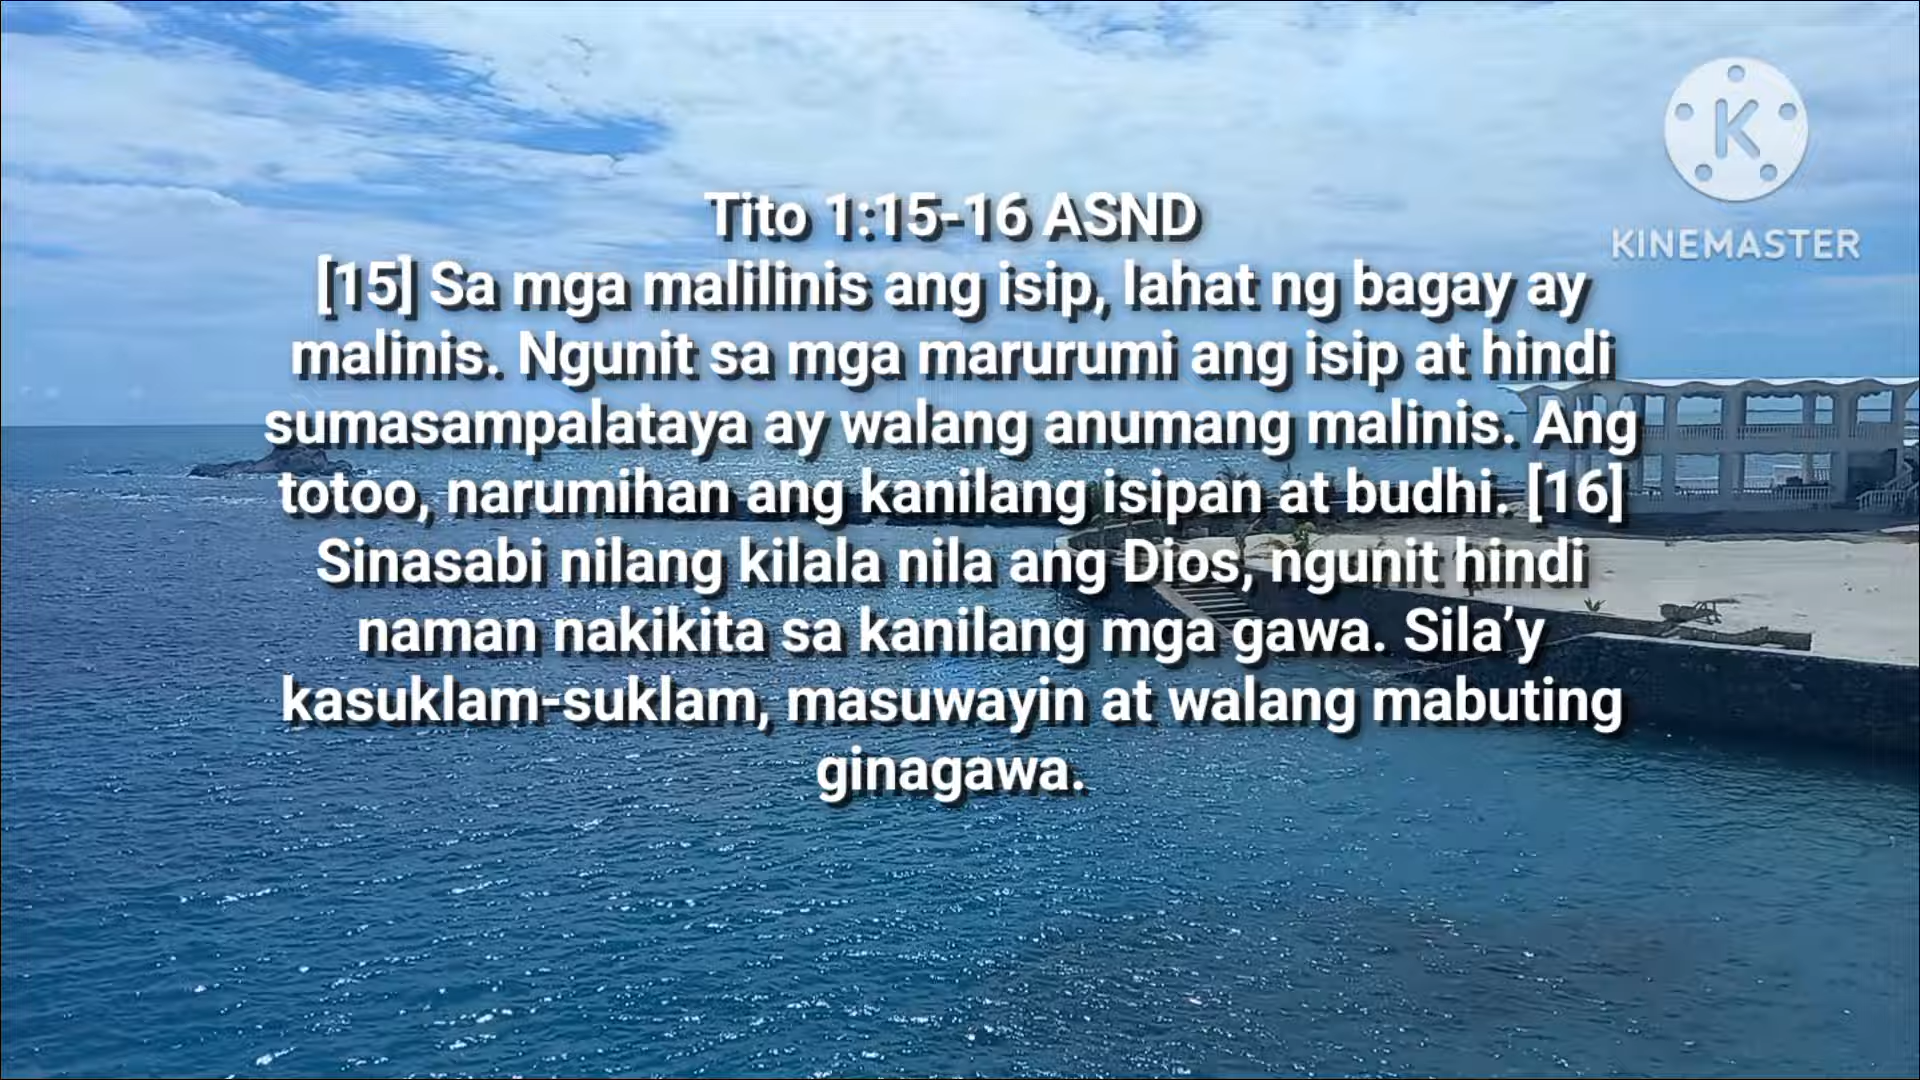 Tito 1:15-16 ASND
[15] Sa mga malilinis ang isip, lahat ng bagay ay
malinis. Ngunit sa mga marurumi ang isip at hindi
sumasampalataya ay walang anumang malinis. Ang
totoo, narumihan ang kanilang isipan at budhi. [16]
Sinasabi nilang kilala nila ang Dios, ngunit hindi
naman nakikita sa kanilang mga gawa. Sila’y
kasuklam-suklam, masuwayin at walang mabuting
ginagawa.
K
KINEMASTER